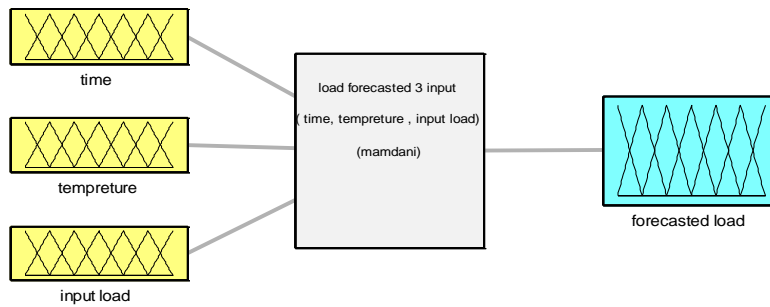 time
tempreture
input load
load forecasted 3 input
( time, tempreture , input load)
(mamdani)
forecasted load